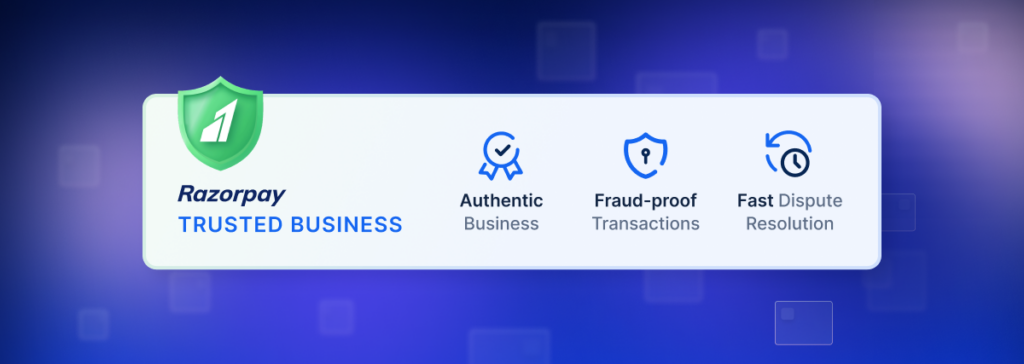 Razorpay
TRUSTED BUSINESS
Authentic
Business
Fraud-proof
Transactions
Fast Dispute
Resolution